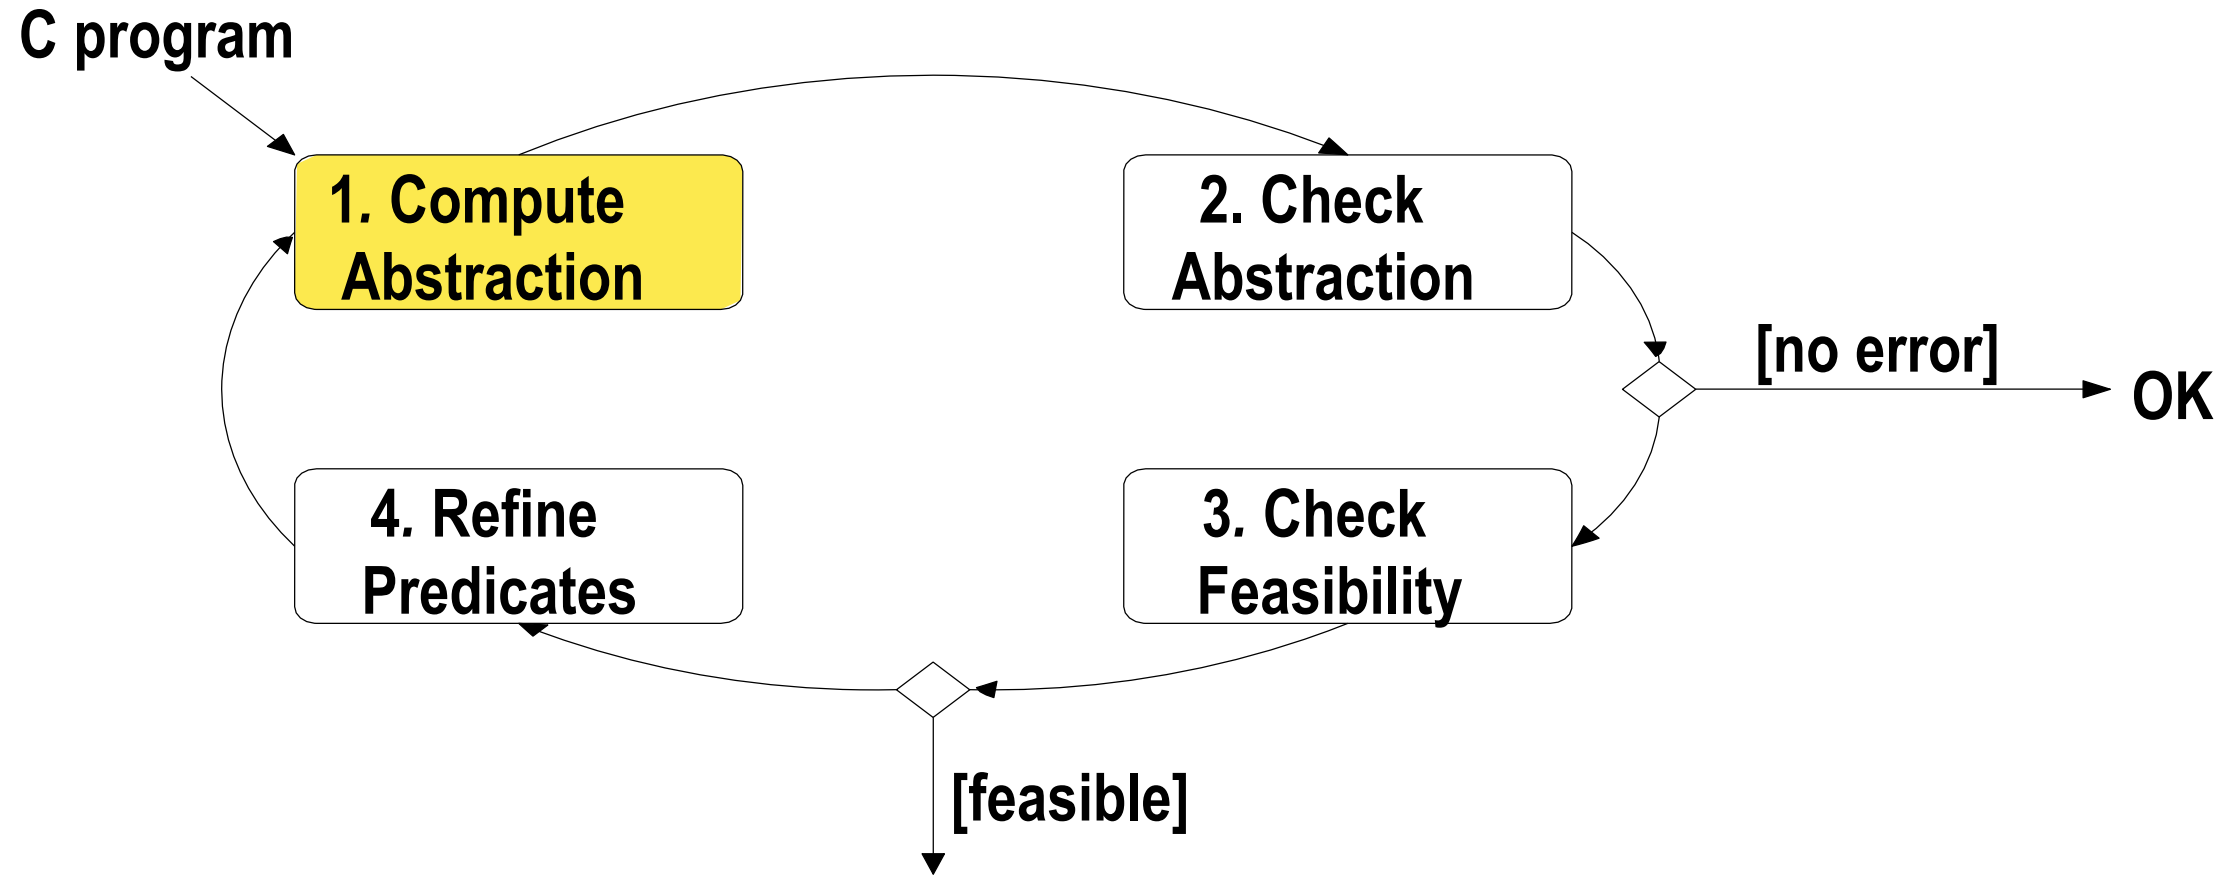 C program
1. Compute
Abstraction
2. Check
Abstraction
[no error]
OK
4. Refine
Predicates
3. Check
Feasibility
[feasible]